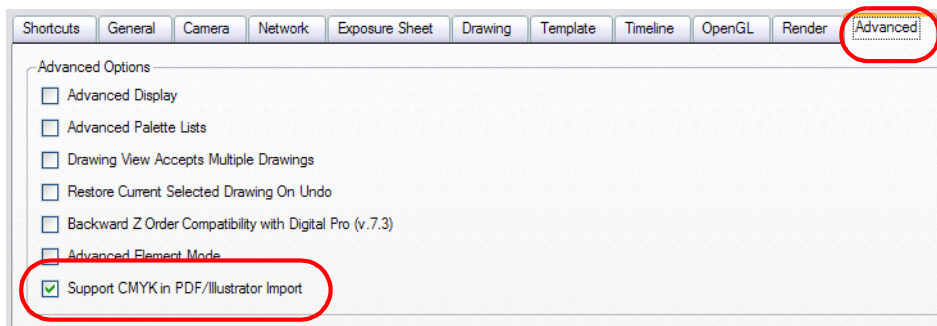 Shortcuts General Camera Network Exposure Sheet Drawing Template Timeline OpenGL Render Advanced
Advanced Options
Advanced Display
Advanced Palette Lists
Drawing View Accepts Multiple Drawings
Restore Current Selected Drawing On Undo
Backward Z Order Compatibility with Digital Pro (v.7.3)
Advanced Element Mode
Support CMYK in PDF/Illustrator Import